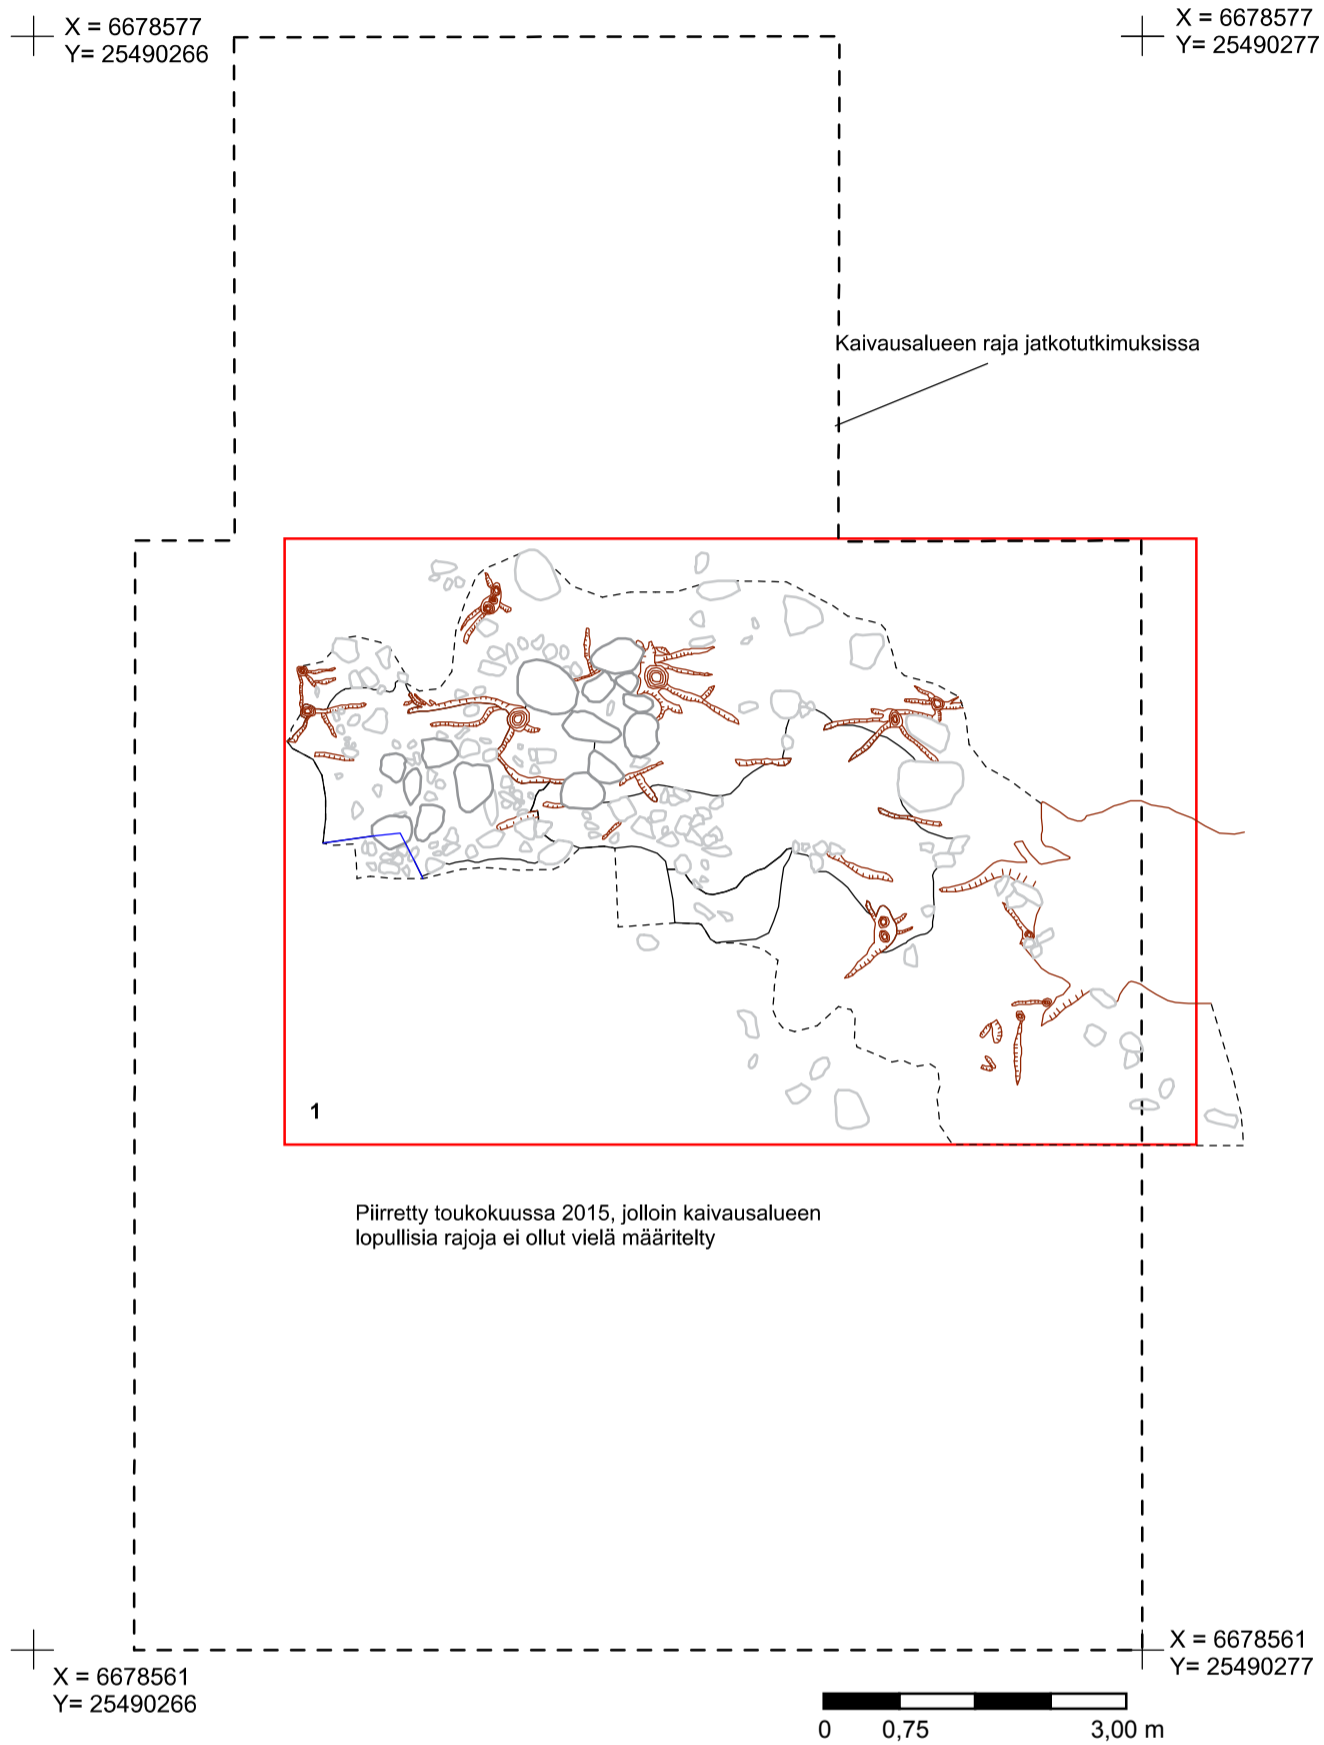 X = 6678577
Y= 25490266
X = 6678577
Y= 25490277
Kaivausalueen raja jatkotutkimuksissa
1
Piirretty toukokuussa 2015, jolloin kaivausalueen
lopullisia rajoja ei ollut vielä määritelty
X = 6678561
Y= 25490266
X = 6678561
Y= 25490277
0 0,75 3,00 m